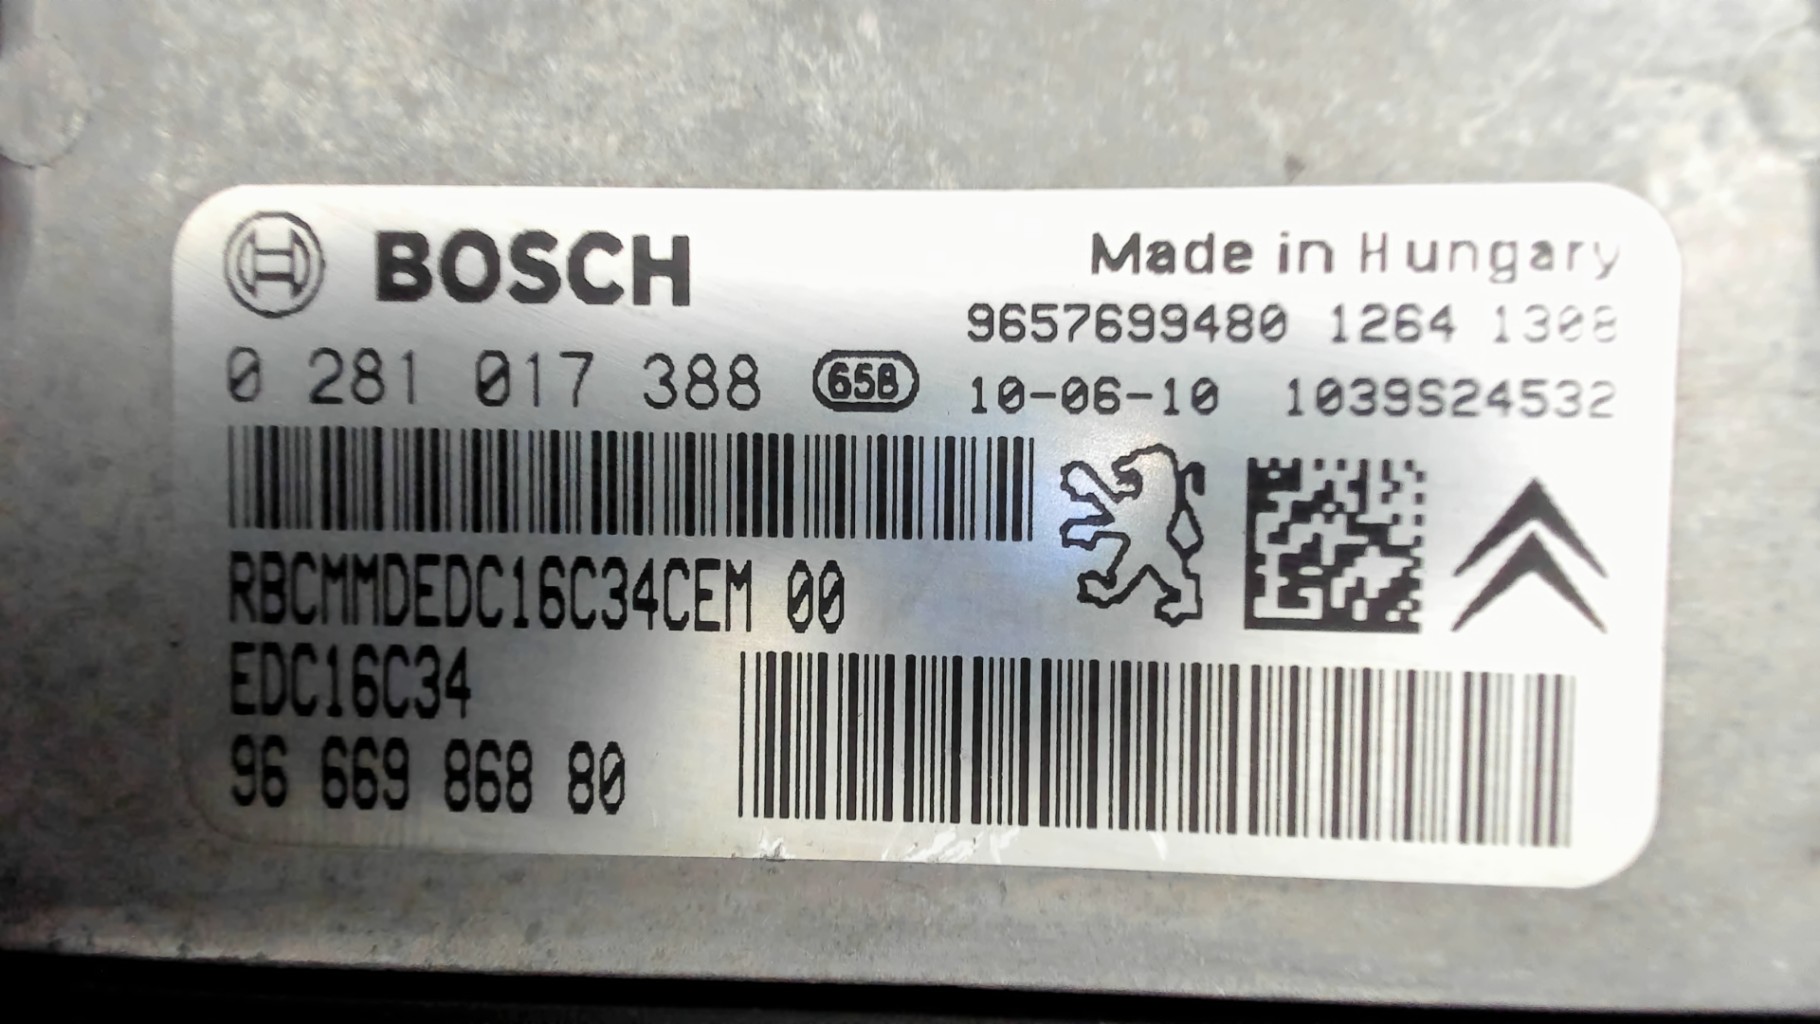 BOSCH
Made in Hungary
9657699480 1264 1308
0 281 017 388 658 10-06-10 1039S24532
RBCMMDEDC16C34CEM 00
EDC16C34
96 669 868 80